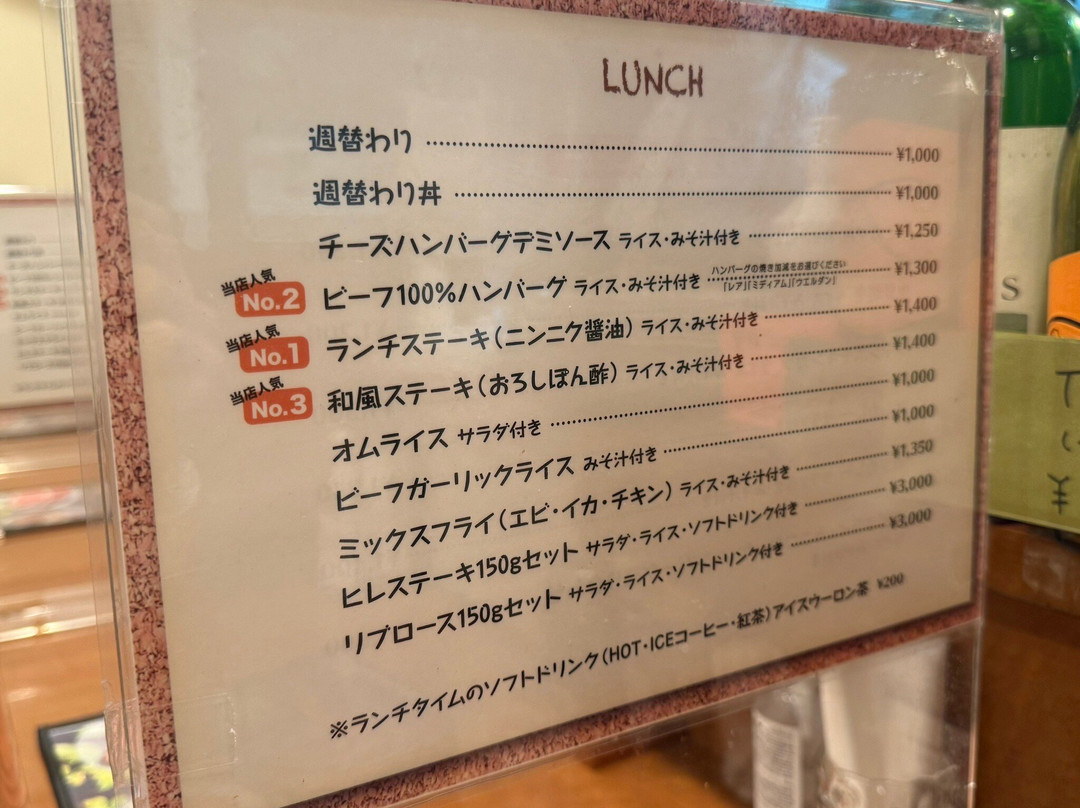 LUNCH
週替わり ¥1,000
週替わり丼 ¥1,000
チーズハンバーグデミソース ライス・みそ汁付き ¥1,250
当店人気
No.2 ビーフ100%ハンバーグ ライス・みそ汁付き ハンバーグの焼き加減をお選びください ¥1,300
「レア」「ミディアム」「ウエルダン」
当店人気
No.1 ランチステーキ(ニンニク醤油) ライス・みそ汁付き ¥1,400
当店人気
No.3 和風ステーキ(おろしぽん酢) ライス・みそ汁付き ¥1,400
オムライス サラダ付き ¥1,000
ビーフガーリックライス みそ汁付き ¥1,000
ミックスフライ(エビ・イカ・チキン) ライス・みそ汁付き ¥1,350
ヒレステーキ150gセット サラダ・ライス・ソフトドリンク付き ¥3,000
リブロース150gセット サラダ・ライス・ソフトドリンク付き ¥3,000
※ランチタイムのソフトドリンク(HOT・ICEコーヒー・紅茶)アイスウーロン茶 ¥200
S